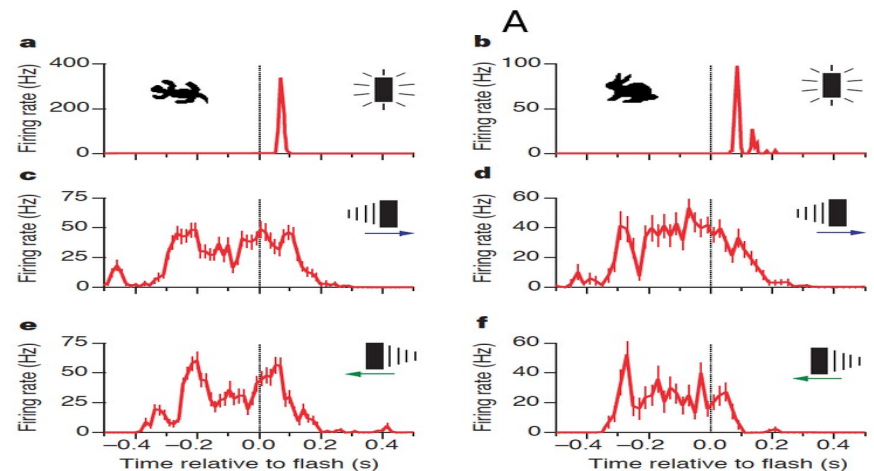 A
a
b
Firing rate (Hz)
400
200
0
Firing rate (Hz)
100
50
0
c
d
Firing rate (Hz)
75
50
25
0
Firing rate (Hz)
60
40
20
0
e
f
Firing rate (Hz)
75
50
25
0
Firing rate (Hz)
60
40
20
0
−0.4 −0.2 0.0 0.2 0.4
−0.4 −0.2 0.0 0.2 0.4
Time relative to flash (s)
Time relative to flash (s)